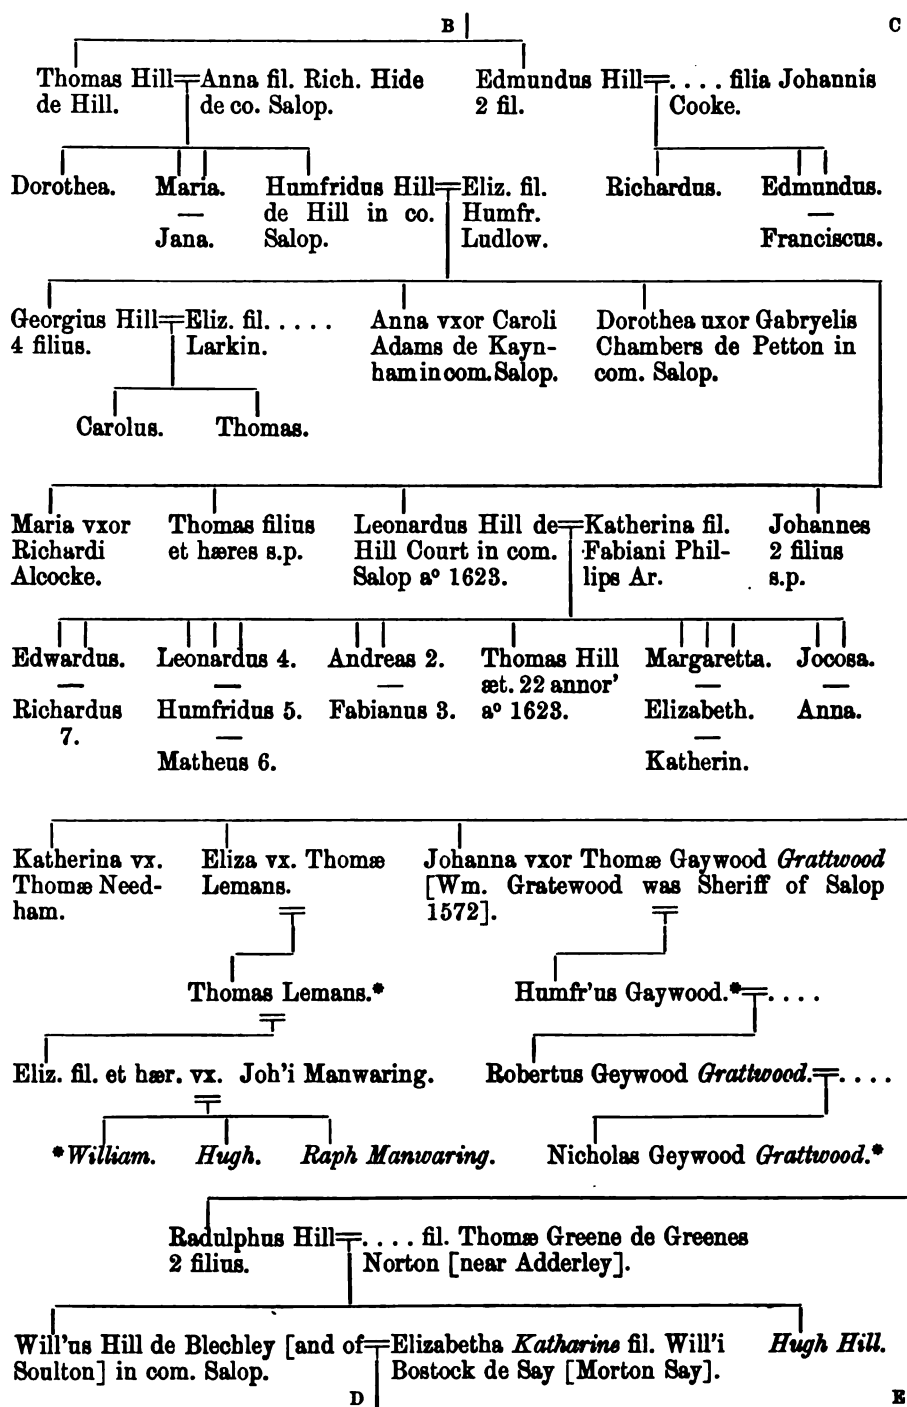 B C
Thomas Hill=Anna fil. Rich. Hide Edmundus Hill=.... filia Johannis
de Hill. de co. Salop. 2 fil. Cooke.
Dorothea. Maria. Humfridus Hill=Eliz. fil. Richardus. Edmundus.
— de Hill in co. Humfr. —
Jana. Salop. Ludlow. Franciscus.
Georgius Hill=Eliz. fil..... Anna vxor Caroli Dorothea uxor Gabryelis
4 filius. Larkin. Adams de Kayn- Chambers de Petton in
ham in com. Salop. com. Salop.
Carolus. Thomas.
Maria vxor Thomas filius Leonardus Hill de=Katherina fil. Johannes
Richardi et hæres s.p. Hill Court in com. Fabiani Phil- 2 filius
Alcocke. Salop aº 1623. lips Ar. s.p.
Edwardus. Leonardus 4. Andreas 2. Thomas Hill Margaretta. Jocosa.
— — — æt. 22 annor' — —
Richardus Humfridus 5. Fabianus 3. aº 1623. Elizabeth. Anna.
7. — —
Matheus 6. Katherin.
Katherina vx. Eliza vx. Thomæ Johanna vxor Thomæ Gaywood Grattwood
Thomæ Need- Lemans. [Wm. Gratewood was Sheriff of Salop
ham. 1572].
Thomas Lemans.* Humfr'us Gaywood.*=....
Eliz. fil. et hær. vx. Joh'i Manwaring. Robertus Geywood Grattwood.=....
*William. Hugh. Raph Manwaring. Nicholas Geywood Grattwood.*
Radulphus Hill=.... fil. Thomæ Greene de Greenes
2 filius. Norton [near Adderley].
Will'us Hill de Blechley [and of=Elizabetha Katharine fil. Will'i Hugh Hill.
Soulton] in com. Salop. Bostock de Say [Morton Say].
D E